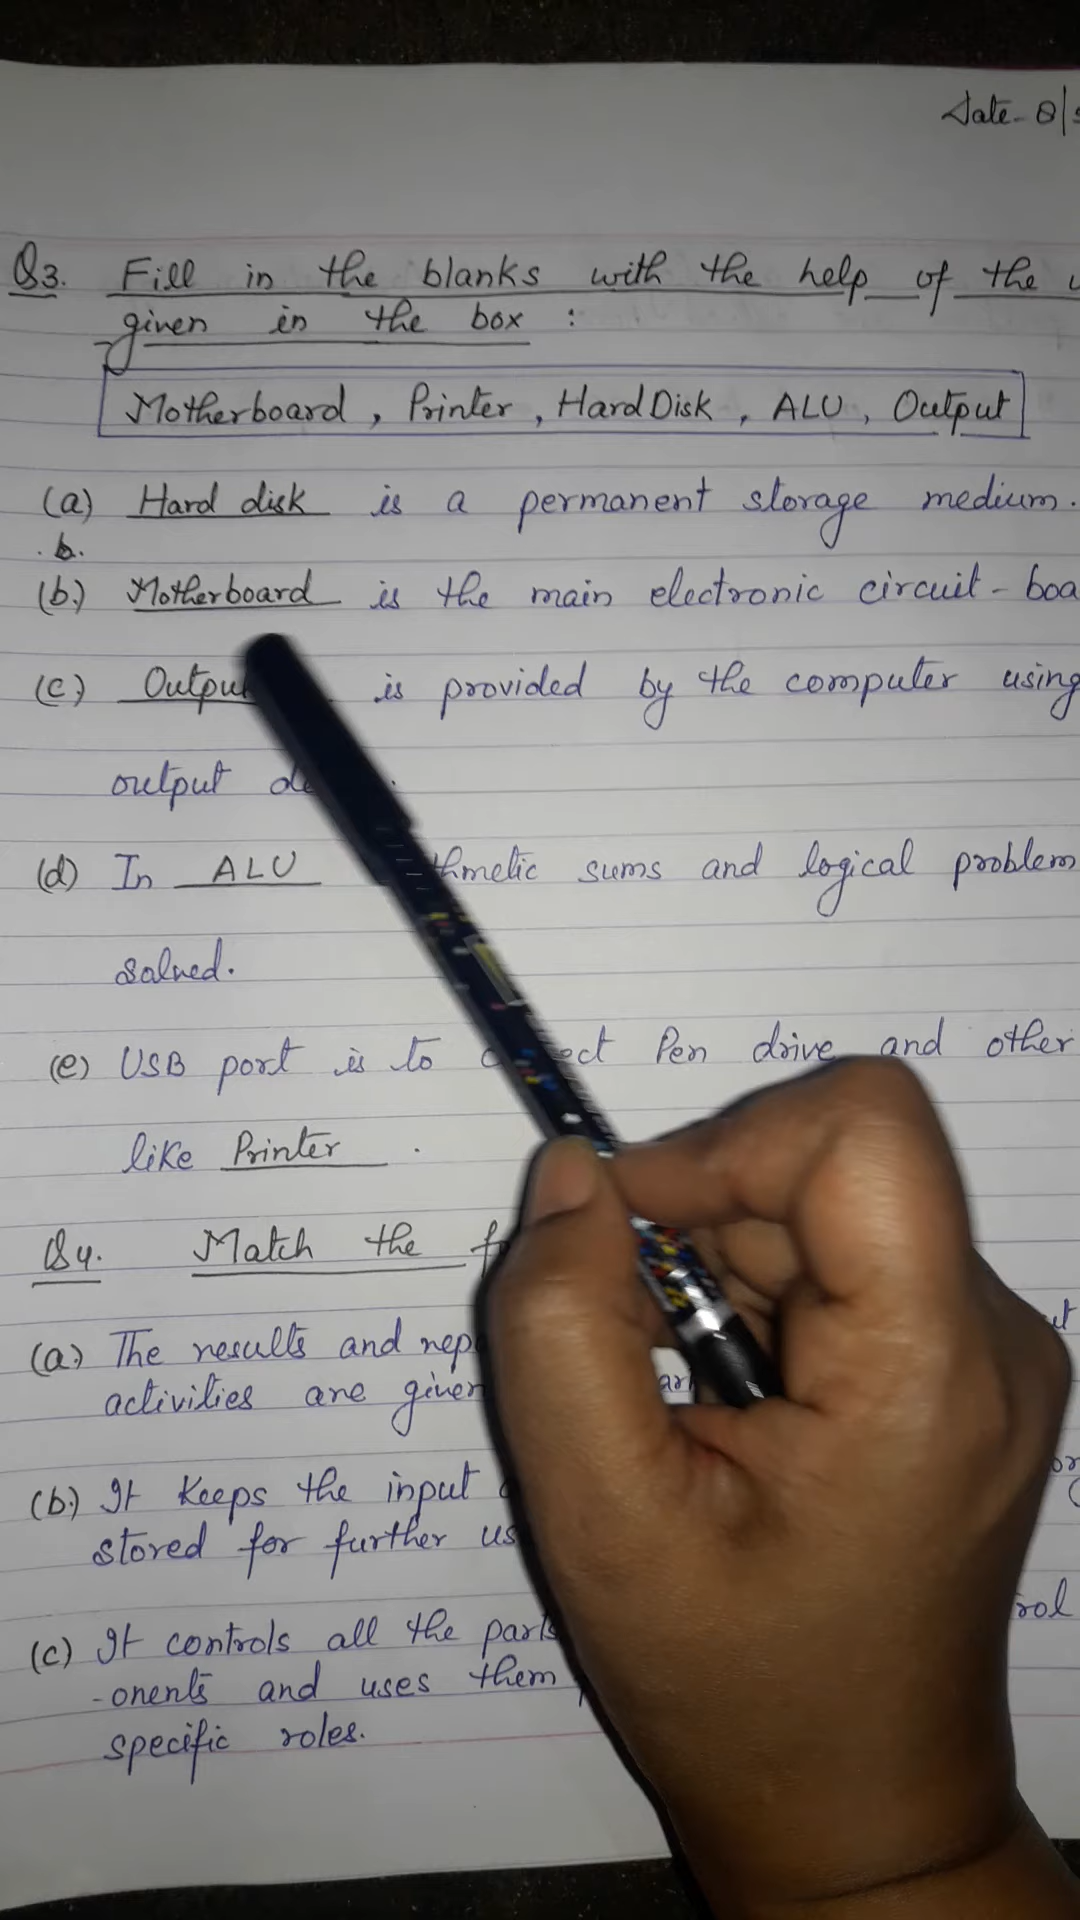 Date- 8/
Q3. Fill in the blanks with the help of the
given in the box :
Motherboard , Printer , Hard Disk , ALU , Output
(a) Hard disk is a permanent storage medium.
b.
(b.) Motherboard is the main electronic circuit - boa
(c) Outpu is provided by the computer using
output de
(d) In ALU thmetic sums and logical problem
solved.
(e) USB port is to ect Pen drive and other
like Printer .
Q4. Match the f
(a) The results and rep
activities are given
(b.) It keeps the input
stored for further us
(c) It controls all the parts rol
-onents and uses them
specific roles.